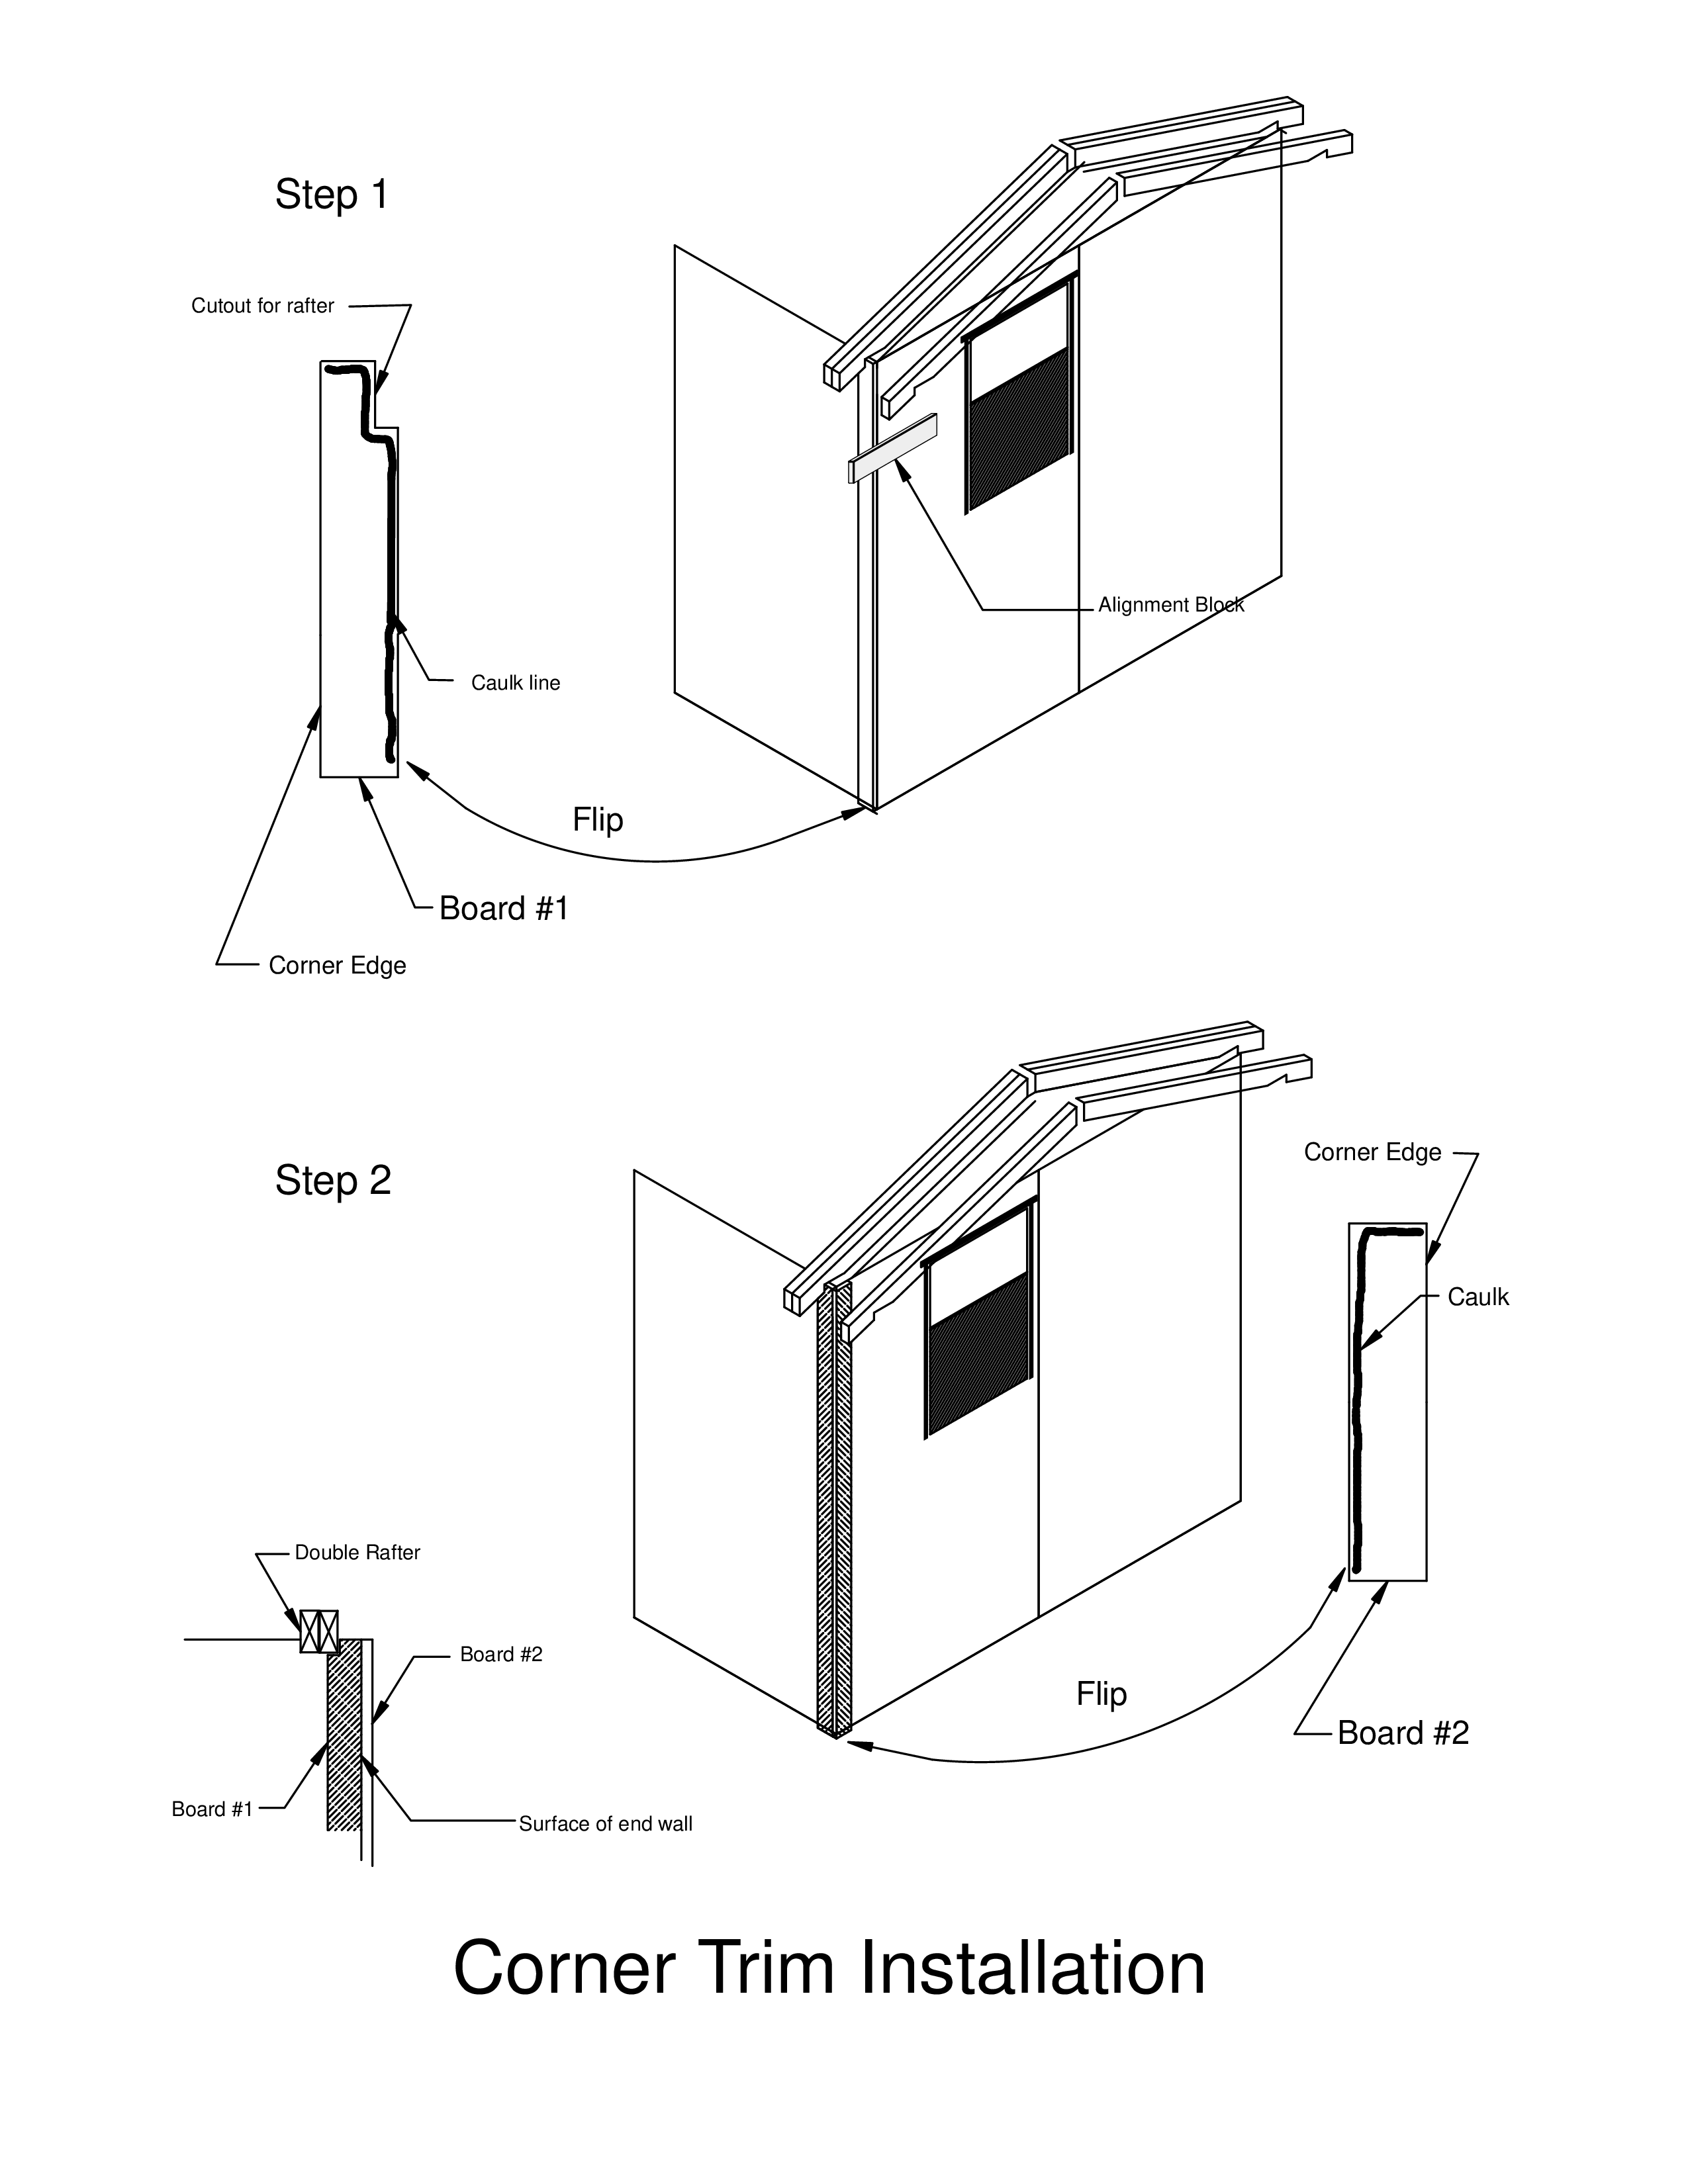 Step 1
Cutout for rafter
Alignment Block
Caulk line
Flip
Board #1
Corner Edge
Step 2
Corner Edge
Caulk
Double Rafter
Board #2
Flip
Board #2
Board #1
Surface of end wall
Corner Trim Installation